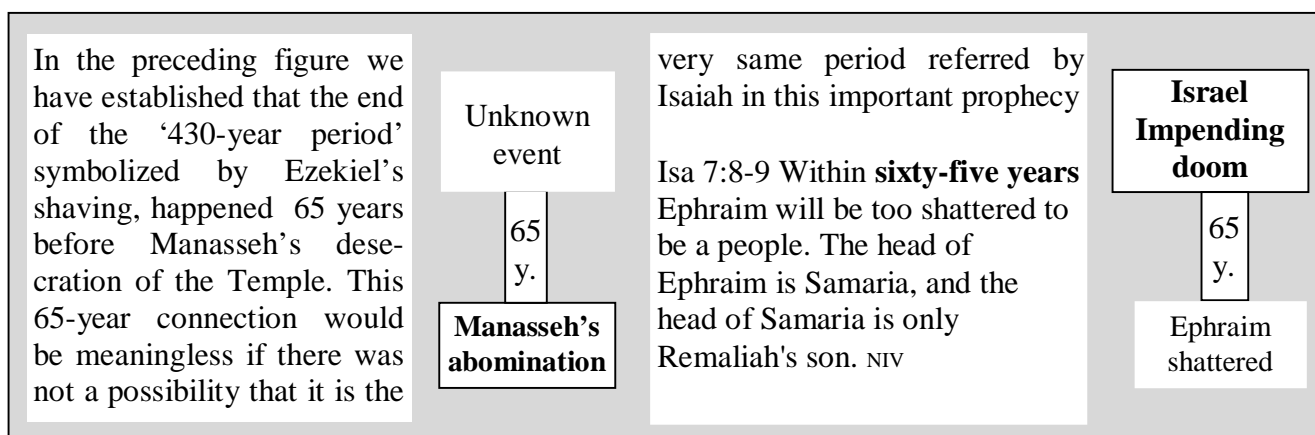 In the preceding figure we
have established that the end
of the ‘430-year period’
symbolized by Ezekiel’s
shaving, happened 65 years
before Manasseh’s dese-
cration of the Temple. This
65-year connection would
be meaningless if there was
not a possibility that it is the
Unknown
event
65
y.
Manasseh’s
abomination
very same period referred by
Isaiah in this important prophecy
Isa 7:8-9 Within sixty-five years
Ephraim will be too shattered to
be a people. The head of
Ephraim is Samaria, and the
head of Samaria is only
Remaliah's son. NIV
Israel
Impending
doom
65
y.
Ephraim
shattered